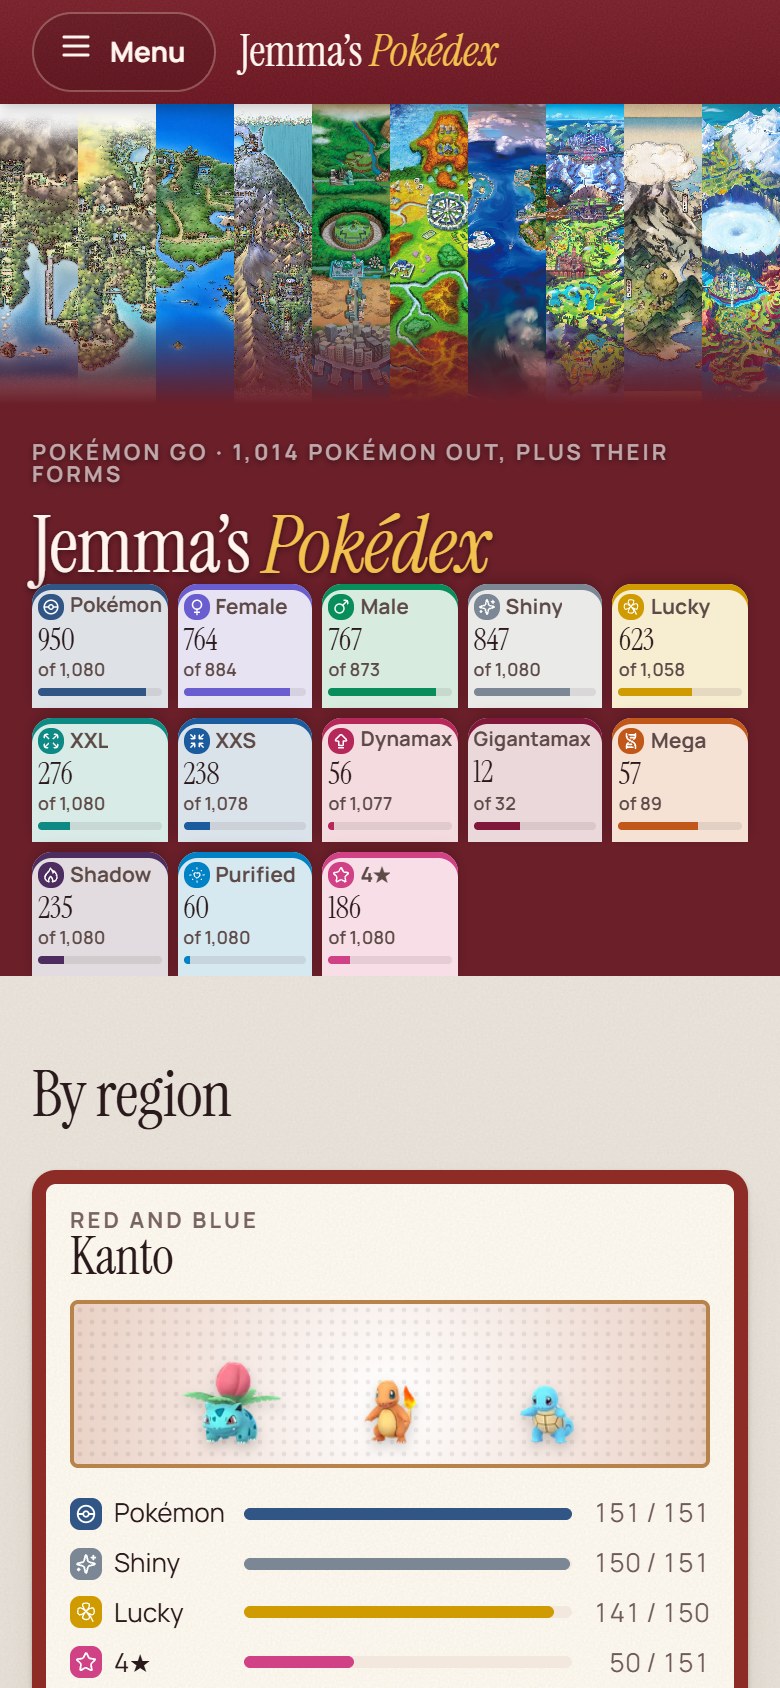 Menu
Jemma’s Pokédex
POKÉMON GO · 1,014 POKÉMON OUT, PLUS THEIR
FORMS
Jemma’s Pokédex
Pokémon
950
of 1,080
Female
764
of 884
Male
767
of 873
Shiny
847
of 1,080
Lucky
623
of 1,058
XXL
276
of 1,080
XXS
238
of 1,078
Dynamax
56
of 1,077
Gigantamax
12
of 32
Mega
57
of 89
Shadow
235
of 1,080
Purified
60
of 1,080
4★
186
of 1,080
By region
RED AND BLUE
Kanto
Pokémon 151 / 151
Shiny 150 / 151
Lucky 141 / 150
4★ 50 / 151